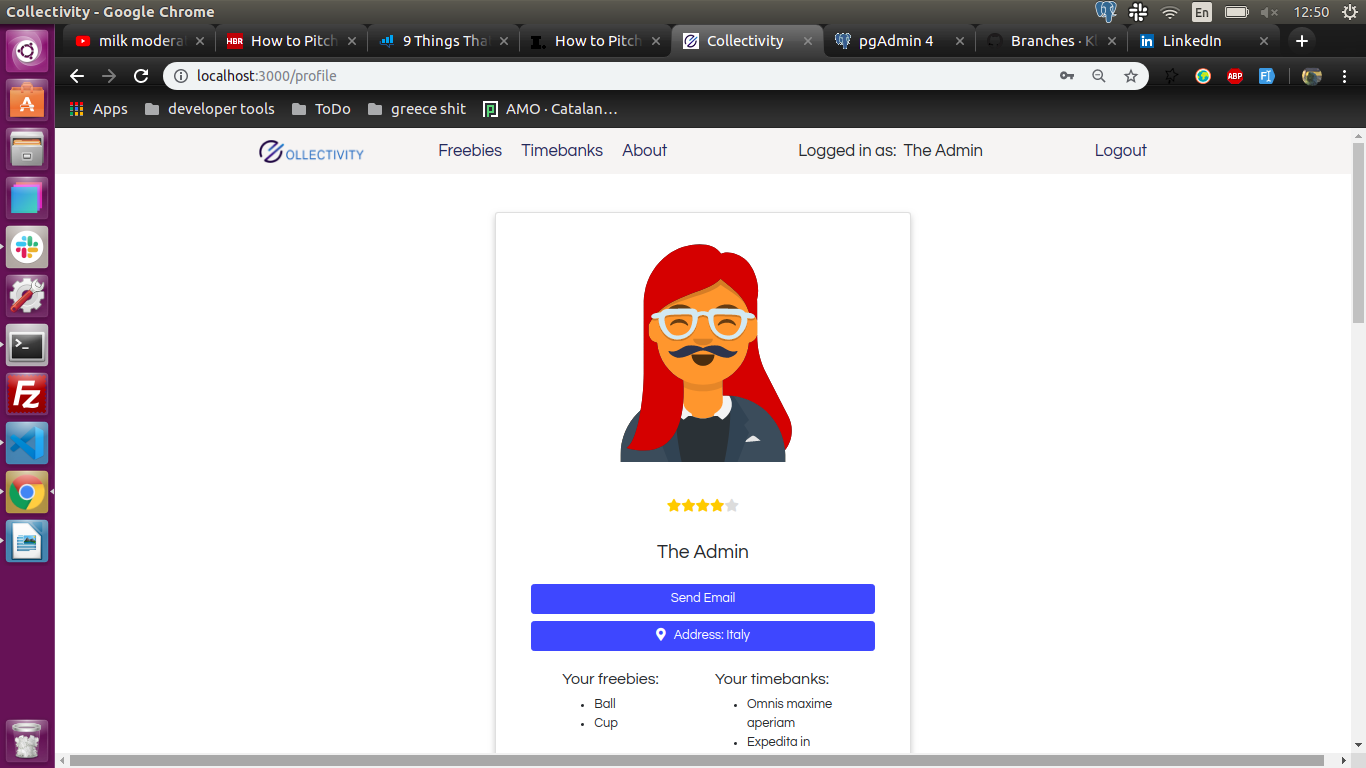 Collectivity - Google Chrome
En
12:50
milk modera
HBR
How to Pitch
9 Things Tha
How to Pitch
Collectivity
pgAdmin 4
Branches · Kl
in
LinkedIn
localhost:3000/profile
ABP
Apps
developer tools
ToDo
greece shit
AMO · Catalan…
OLLECTIVITY
Freebies
Timebanks
About
Logged in as: The Admin
Logout
The Admin
Send Email
Address: Italy
Your freebies:
• Ball
• Cup
Your timebanks:
• Omnis maxime
aperiam
• Expedita in